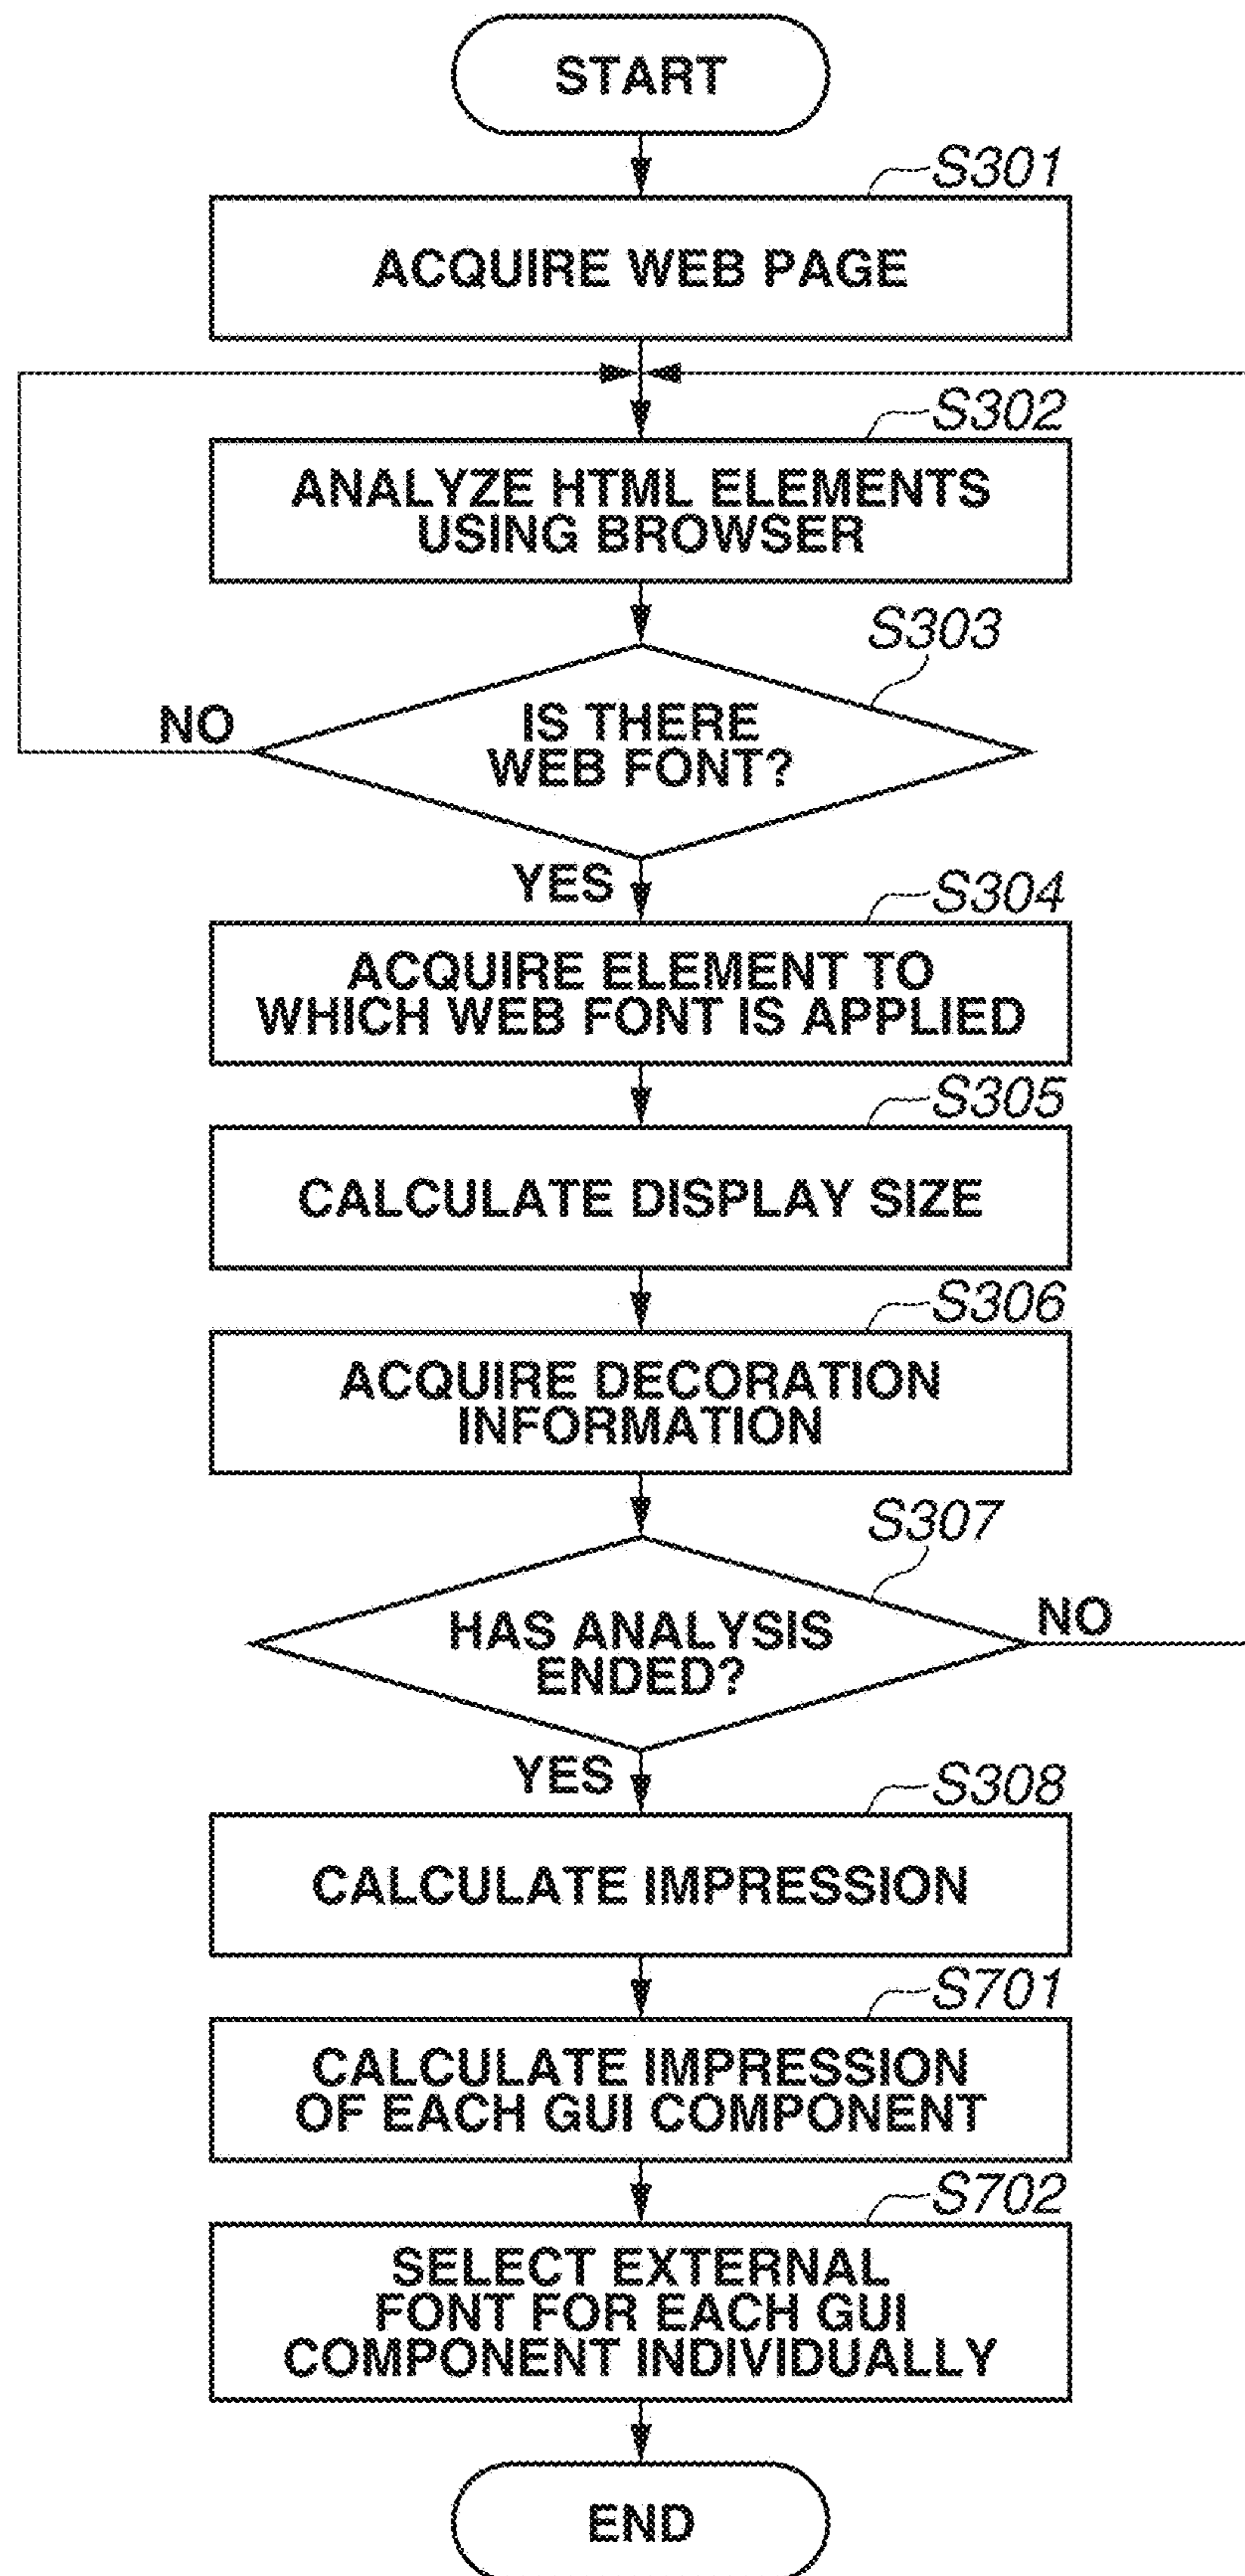 START
S301
ACQUIRE WEB PAGE
S302
ANALYZE HTML ELEMENTS
USING BROWSER
S303
NO
IS THERE
WEB FONT?
YES
S304
ACQUIRE ELEMENT TO
WHICH WEB FONT IS APPLIED
S305
CALCULATE DISPLAY SIZE
S306
ACQUIRE DECORATION
INFORMATION
S307
NO
HAS ANALYSIS
ENDED?
YES
S308
CALCULATE IMPRESSION
S701
CALCULATE IMPRESSION
OF EACH GUI COMPONENT
S702
SELECT EXTERNAL
FONT FOR EACH GUI
COMPONENT INDIVIDUALLY
END